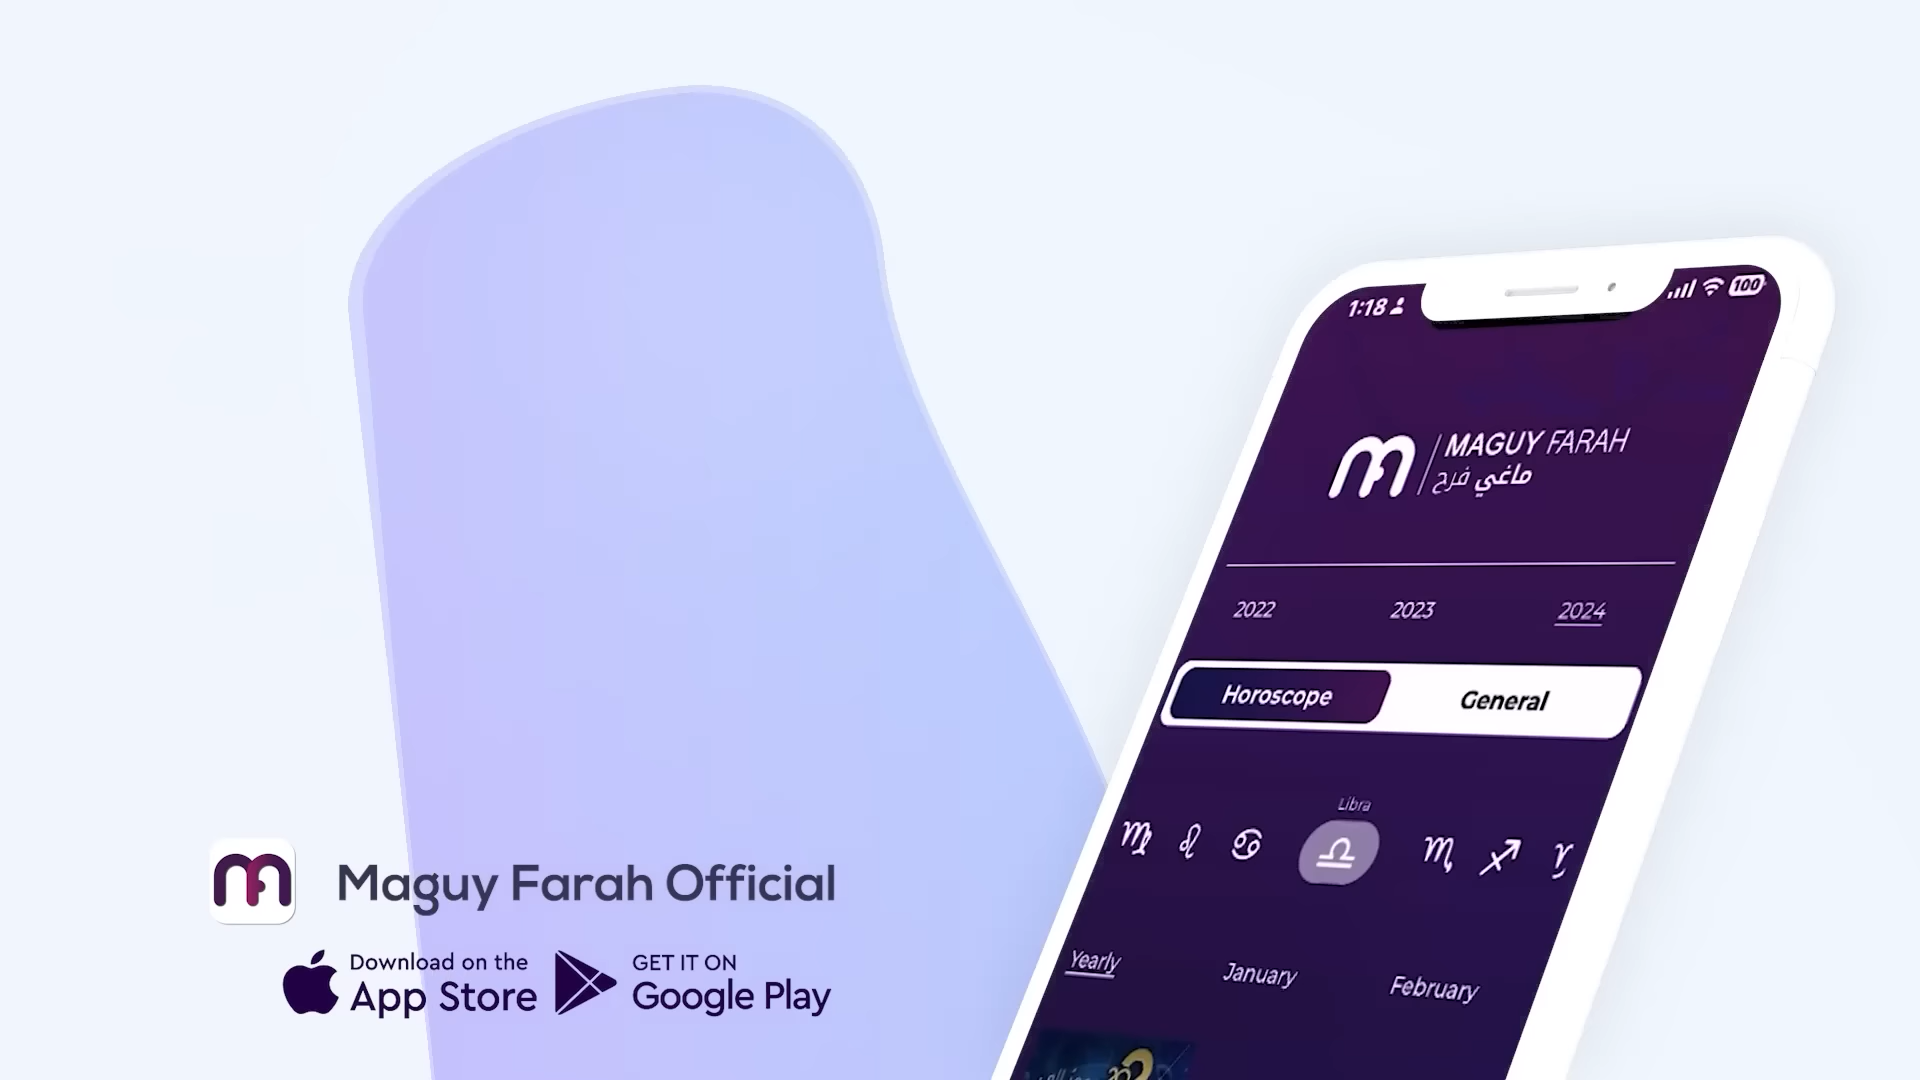 1:18
100
MAGUY FARAH
ماغي فرح
2022 2023 2024
Horoscope General
Libra
Yearly January February
Maguy Farah Official
Download on the
App Store
GET IT ON
Google Play